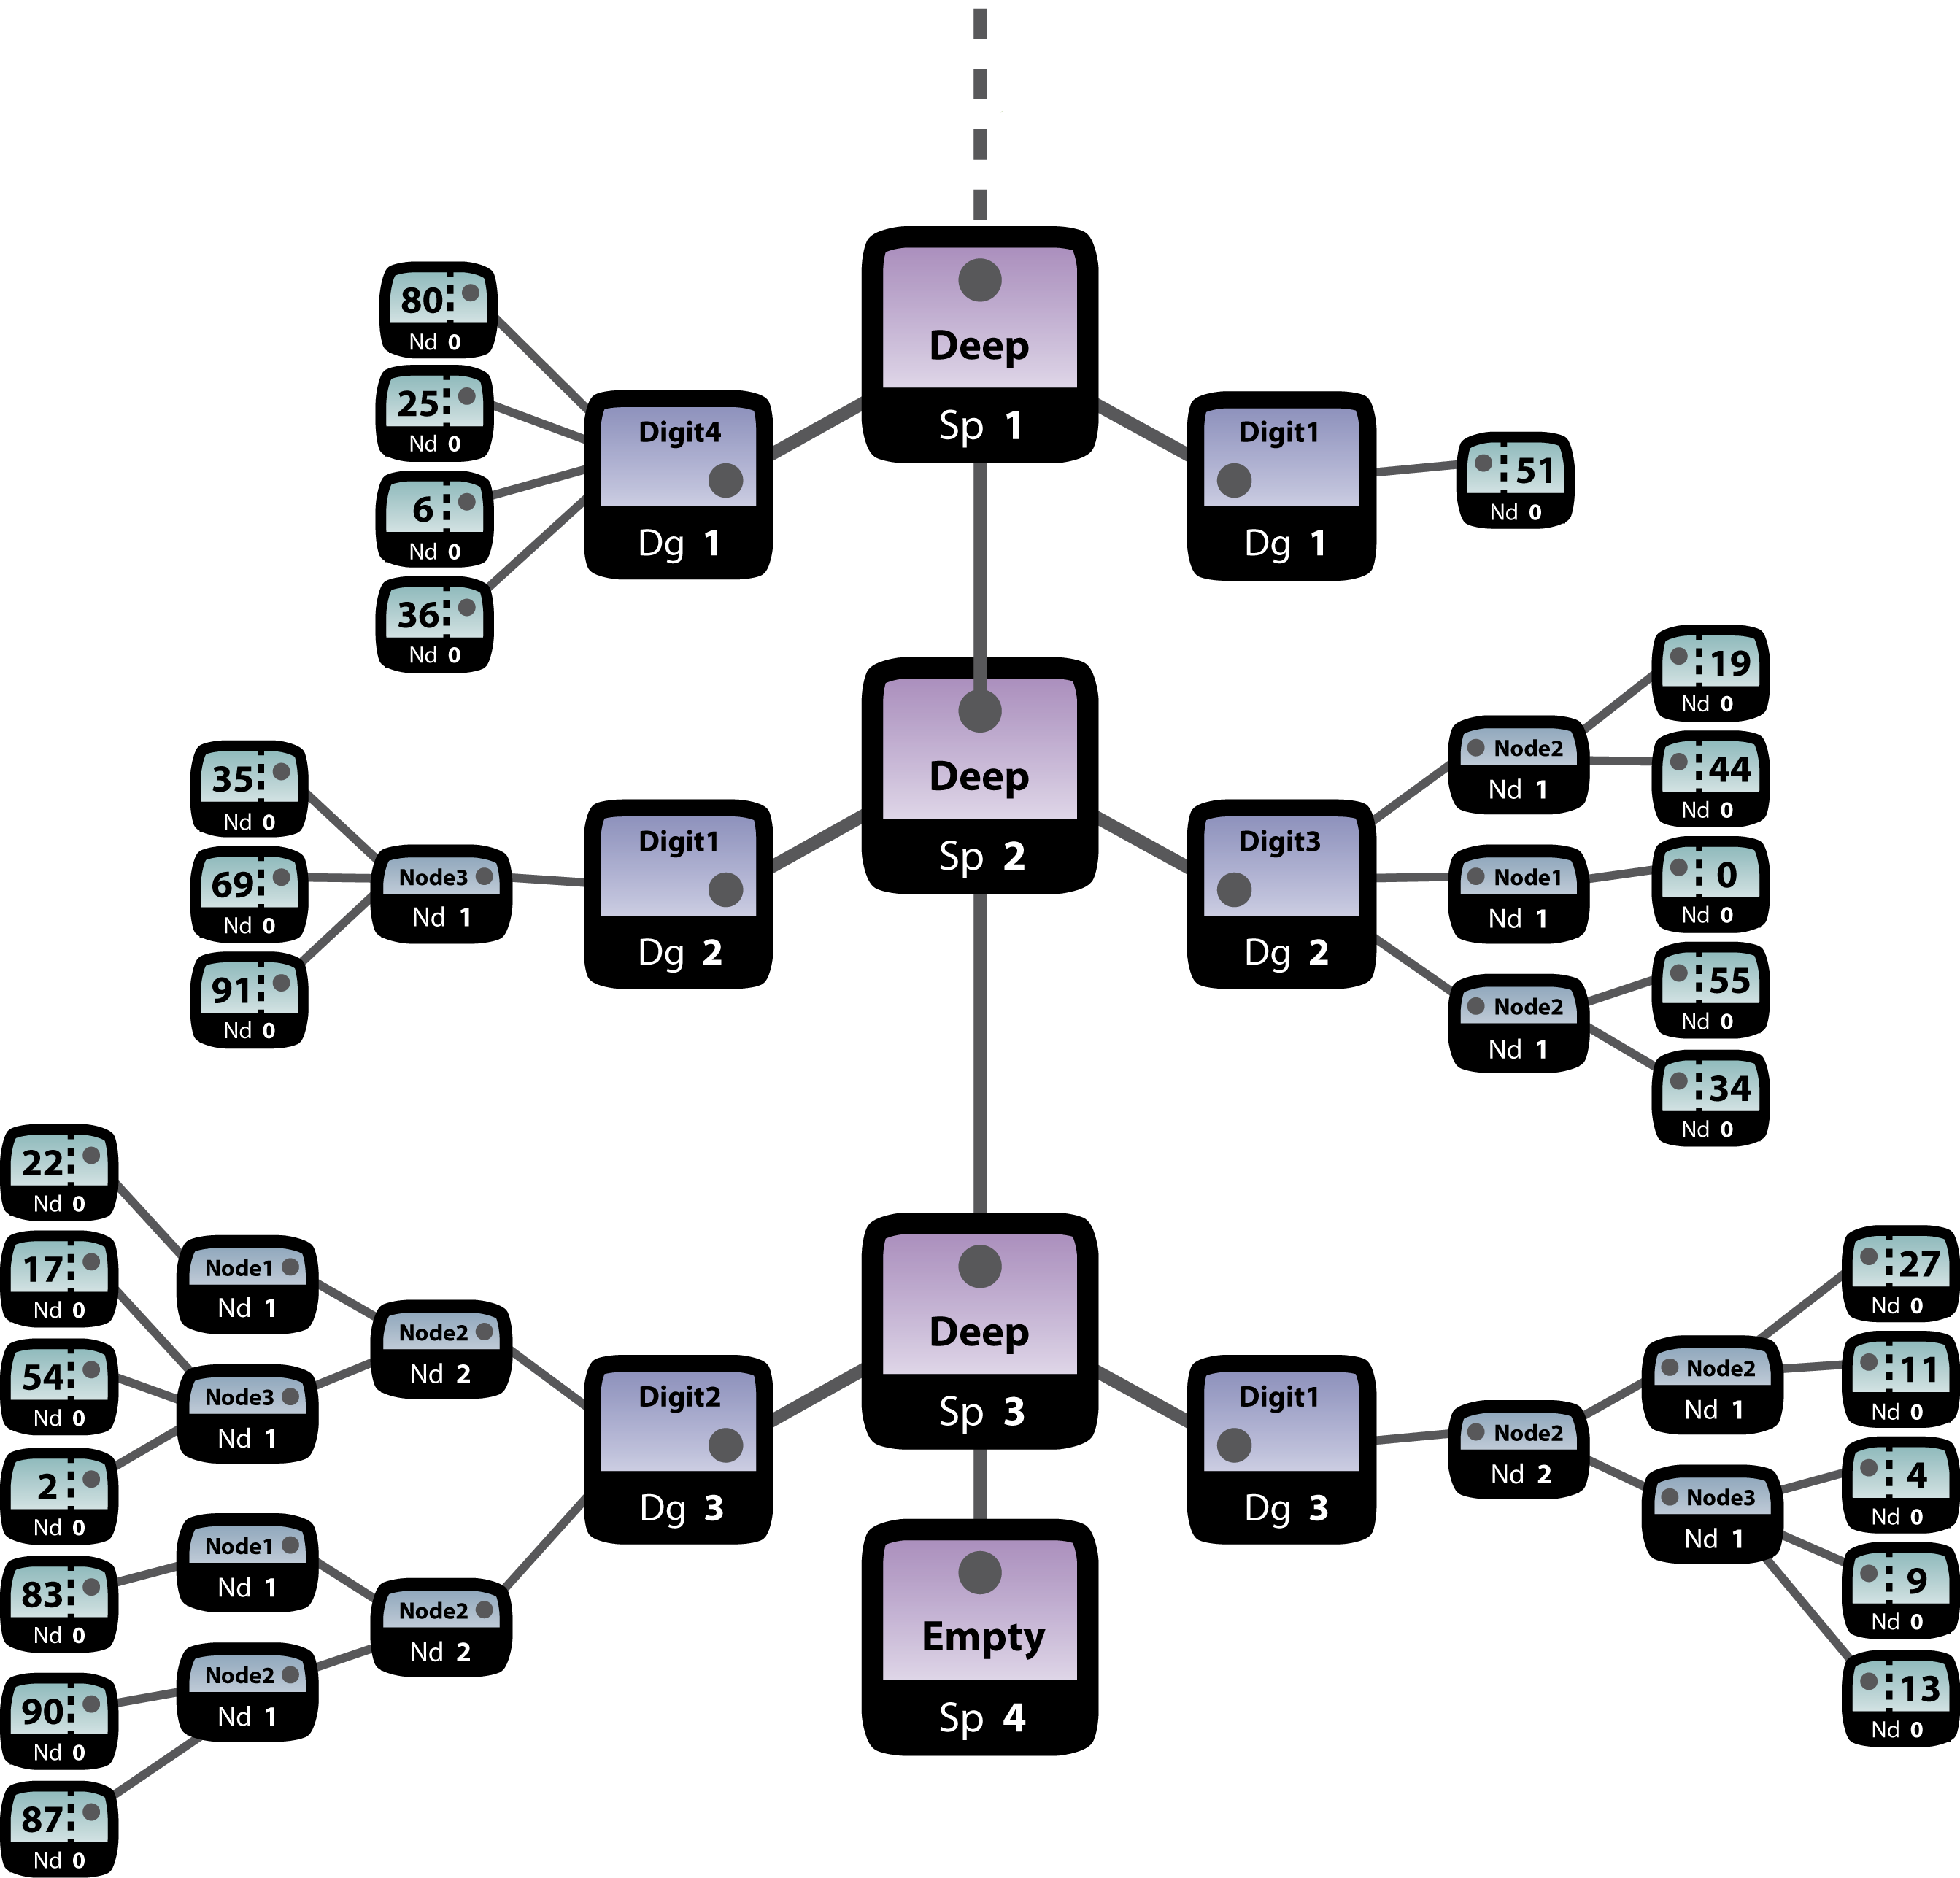 Deep
Sp 1
80
Nd 0
25
Nd 0
6
Nd 0
36
Nd 0
Digit4
Dg 1
Digit1
Dg 1
51
Nd 0
Deep
Sp 2
35
Nd 0
69
Nd 0
91
Nd 0
Node3
Nd 1
Digit1
Dg 2
Digit3
Dg 2
Node2
Nd 1
Node1
Nd 1
Node2
Nd 1
19
Nd 0
44
Nd 0
0
Nd 0
55
Nd 0
34
Nd 0
Deep
Sp 3
22
Nd 0
17
Nd 0
54
Nd 0
2
Nd 0
83
Nd 0
90
Nd 0
87
Nd 0
Node1
Nd 1
Node3
Nd 1
Node1
Nd 1
Node2
Nd 1
Node2
Nd 2
Node2
Nd 2
Digit2
Dg 3
Digit1
Dg 3
Node2
Nd 2
Node2
Nd 1
Node3
Nd 1
27
Nd 0
11
Nd 0
4
Nd 0
9
Nd 0
13
Nd 0
Empty
Sp 4